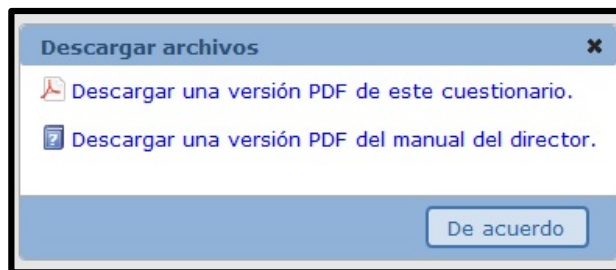 Descargar archivos
Descargar una versión PDF de este cuestionario.
Descargar una versión PDF del manual del director.
De acuerdo